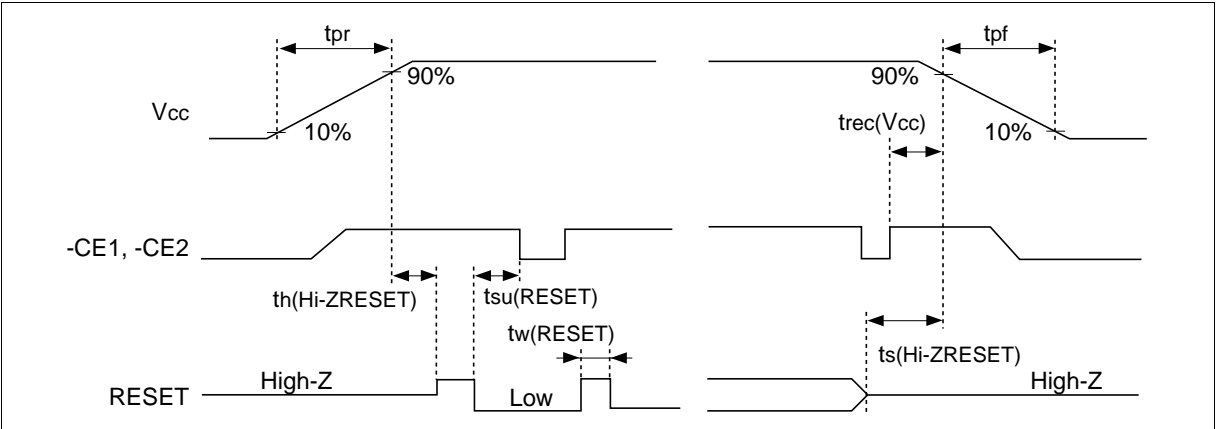 tpr
tpf
90%
90%
Vcc
10%
trec(Vcc)
10%
-CE1, -CE2
th(Hi-ZRESET)
tsu(RESET)
tw(RESET)
ts(Hi-ZRESET)
RESET
High-Z
Low
High-Z